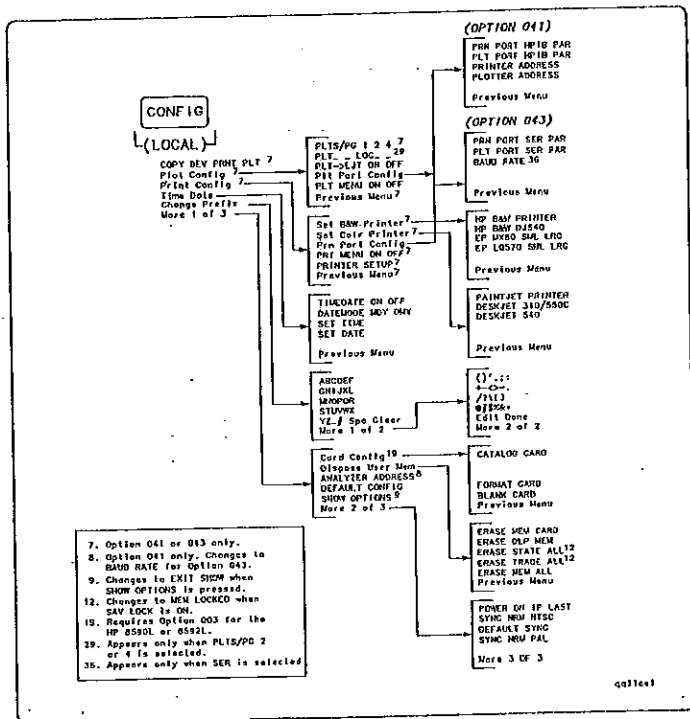 (OPTION 041)
PRN PORT HPIB PAR
PLT PORT HPIB PAR
PRINTER ADDRESS
PLOTTER ADDRESS
Previous Menu
CONFIG
(LOCAL)
COPY DEV PRNT PLT 7
Plot Config 7
Print Config 7
Time Date
Change Prefix
More 1 of 3
PLTS/PG 1 2 4 7
PLT_ _ LOC_ _ 29
PLT->EJT ON OFF
Plt Port Config
PLT MENU ON OFF
Previous Menu 7
(OPTION 043)
PRN PORT SER PAR
PLT PORT SER PAR
BAUD RATE 36
Previous Menu
Set B&W Printer 7
Set Colr Printer 7
Prn Port Config
PRT MENU ON OFF 7
PRINTER SETUP 7
Previous Menu 7
HP B&W PRINTER
HP B&W DJ540
EP MX80 SML LRG
EP LQ570 SML LRG
Previous Menu
TIMEDATE ON OFF
DATEMODE MDY DMY
SET TIME
SET DATE
Previous Menu
PAINTJET PRINTER
DESKJET 310/550C
DESKJET 540
Previous Menu
ABCDEF
GHIJKL
MNOPQR
STUVWX
YZ_# Spc Clear
More 1 of 2
Edit Done
More 2 of 2
Card Config 19
Dispose User Mem
ANALYZER ADDRESS 8
DEFAULT CONFIG
SHOW OPTIONS 9
More 2 of 3
CATALOG CARD
FORMAT CARD
BLANK CARD
Previous Menu
ERASE MEM CARD
ERASE DLP MEM
ERASE STATE ALL 12
ERASE TRACE ALL 12
ERASE MEM ALL
Previous Menu
POWER ON IP LAST
SYNC NRM NTSC
DEFAULT SYNC
SYNC NRM PAL
More 3 OF 3
7. Option 041 or 043 only.
8. Option 041 only. Changes to
BAUD RATE for Option 043.
9. Changes to EXIT SHOW when
SHOW OPTIONS is pressed.
12. Changes to MEM LOCKED when
SAV LOCK is ON.
19. Requires Option 003 for the
HP 8590L or 8592L.
29. Appears only when PLTS/PG 2
or 4 is selected.
36. Appears only when SER is selected